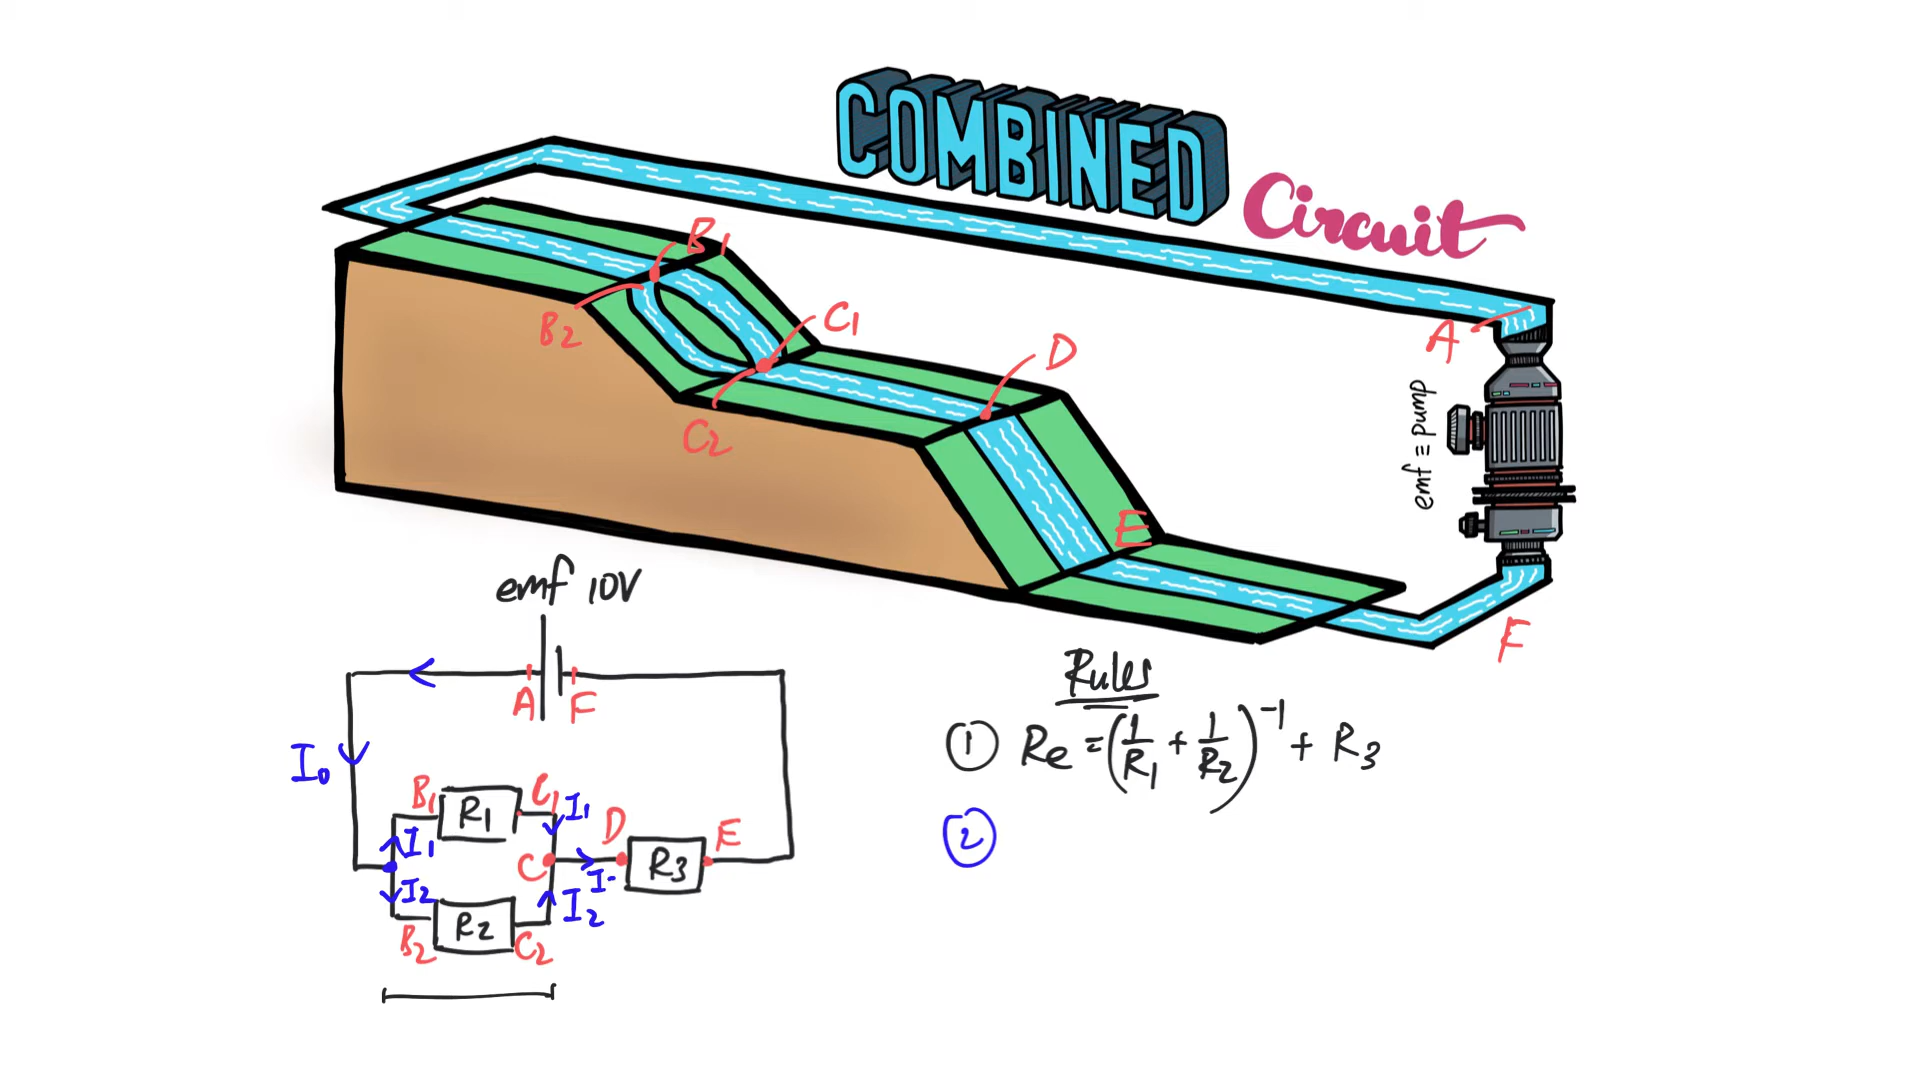 COMBINED
Circuit
B1
B2
C1
C2
D
A
emf ≡ pump
E
F
emf 10V
A
F
I0
B1
R1
C1
I1
I1
D
E
C
R3
I-
I2
I2
R2
B2
C2
Rules
① Re = (1/R1 + 1/R2)^-1 + R3
②